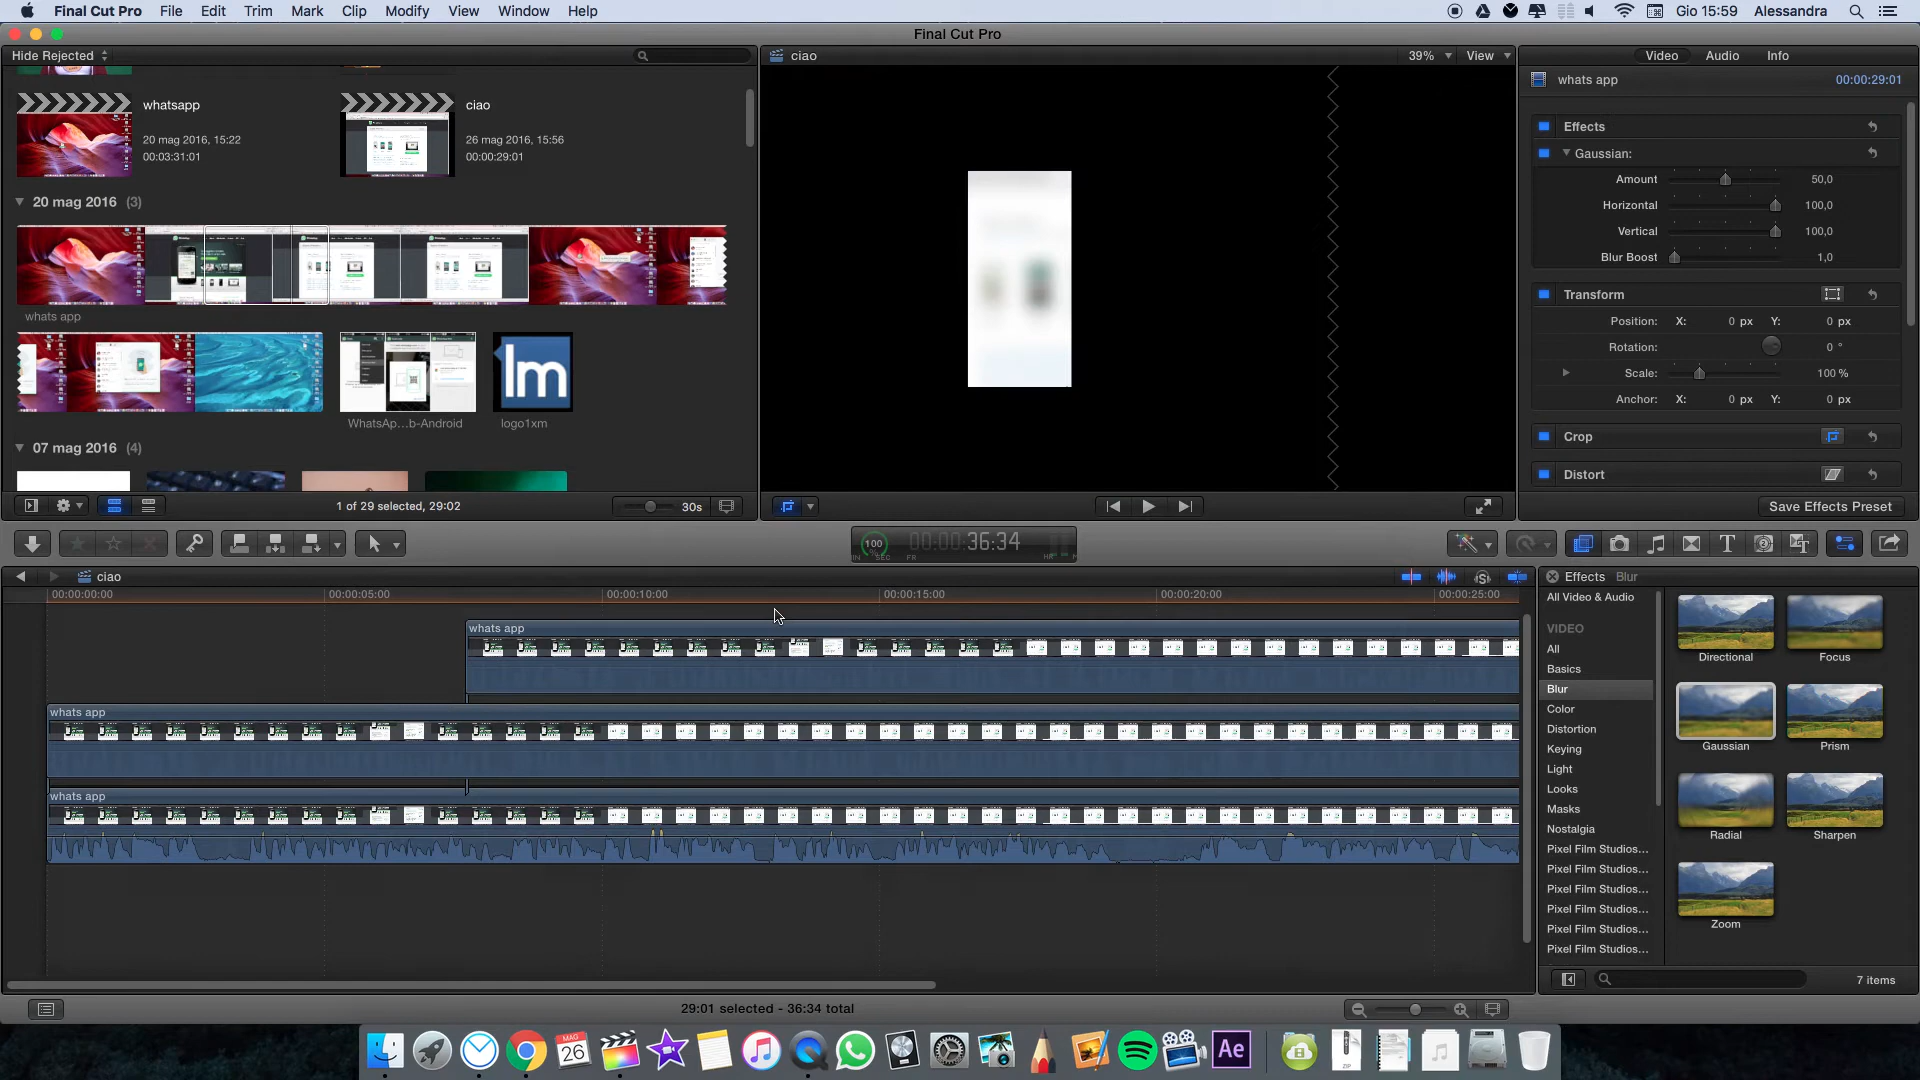 Final Cut Pro File Edit Trim Mark Clip Modify View Window Help Gio 15:59 Alessandra
Final Cut Pro
Hide Rejected
ciao 39% View
Video Audio Info
whatsapp
20 mag 2016, 15:22
00:03:31:01
ciao
26 mag 2016, 15:56
00:00:29:01
20 mag 2016 (3)
whats app
WhatsAp...b-Android
lm
logo1xm
07 mag 2016 (4)
1 of 29 selected, 29:02
30s
whats app 00:00:29:01
Effects
Gaussian:
Amount 50,0
Horizontal 100,0
Vertical 100,0
Blur Boost 1,0
Transform
Position: X: 0 px Y: 0 px
Rotation: 0 °
Scale: 100 %
Anchor: X: 0 px Y: 0 px
Crop
Distort
Save Effects Preset
100 00:00:36:34
ciao
00:00:00:00 00:00:05:00 00:00:10:00 00:00:15:00 00:00:20:00 00:00:25:00
whats app
whats app
whats app
29:01 selected - 36:34 total
Effects Blur
All Video & Audio
VIDEO
All
Basics
Blur
Color
Distortion
Keying
Light
Looks
Masks
Nostalgia
Pixel Film Studios...
Pixel Film Studios...
Pixel Film Studios...
Pixel Film Studios...
Pixel Film Studios...
Pixel Film Studios...
Directional Focus
Gaussian Prism
Radial Sharpen
Zoom
7 items
MAG
26
Ae
ZIP